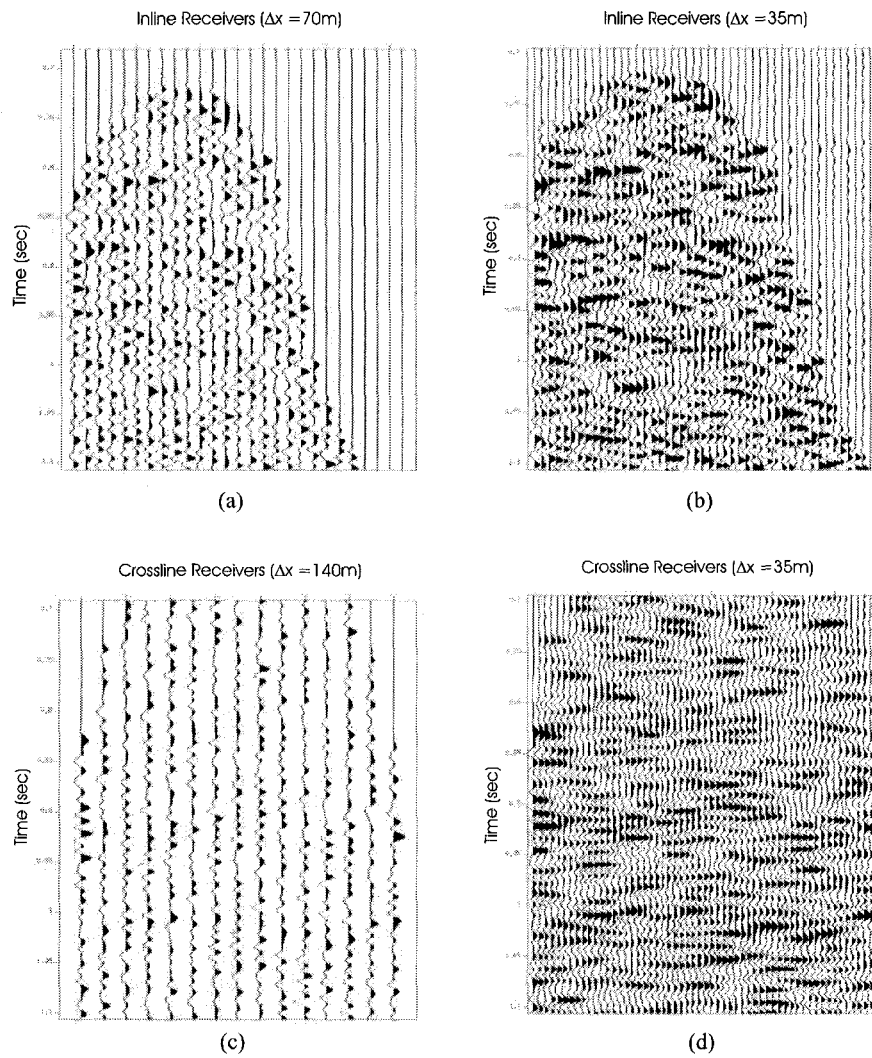 Inline Receivers (Δx = 70m)
Inline Receivers (Δx = 35m)
Time (sec)
Time (sec)
(a)
(b)
Crossline Receivers (Δx = 140m)
Crossline Receivers (Δx = 35m)
Time (sec)
Time (sec)
(c)
(d)